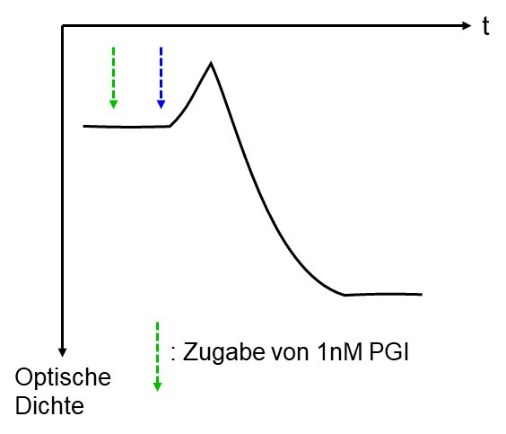 t
: Zugabe von 1nM PGI
Optische
Dichte